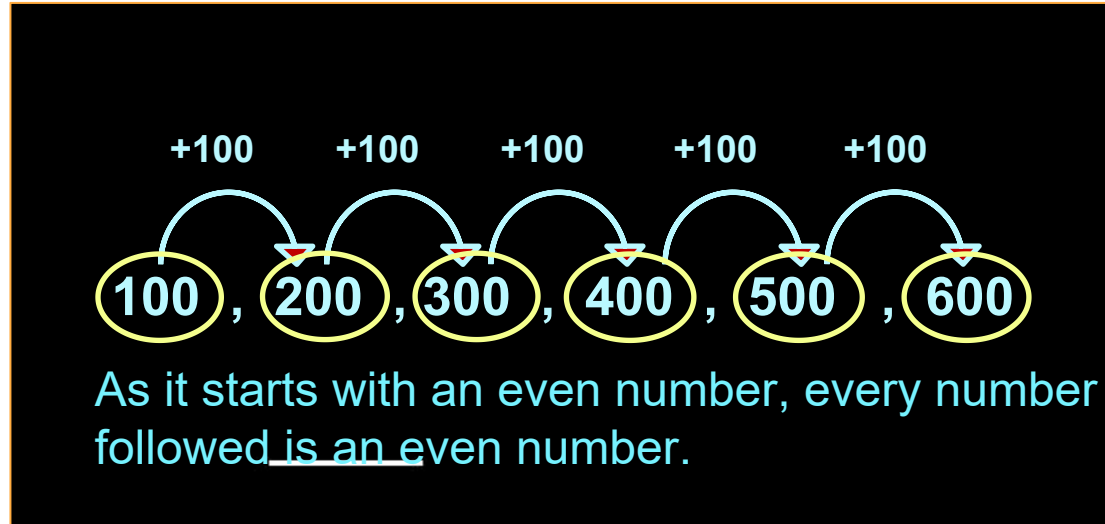 +100 +100 +100 +100 +100
100 , 200 , 300 , 400 , 500 , 600
As it starts with an even number, every number
followed is an even number.